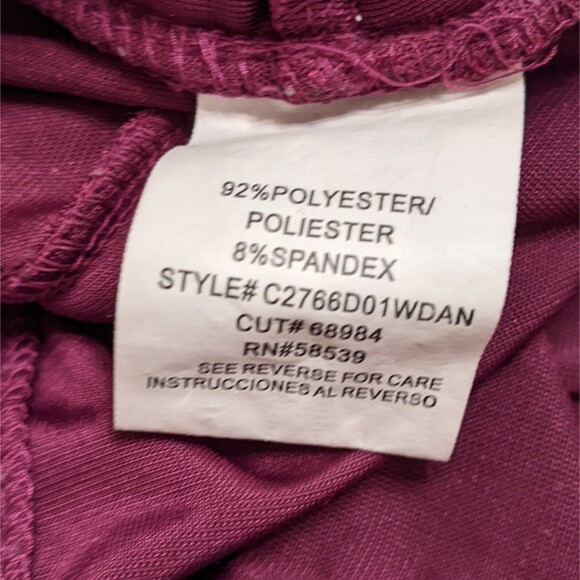 92%POLYESTER/
POLIESTER
8%SPANDEX
STYLE# C2766D01WDAN
CUT# 68984
RN#58539
SEE REVERSE FOR CARE
INSTRUCCIONES AL REVERSO